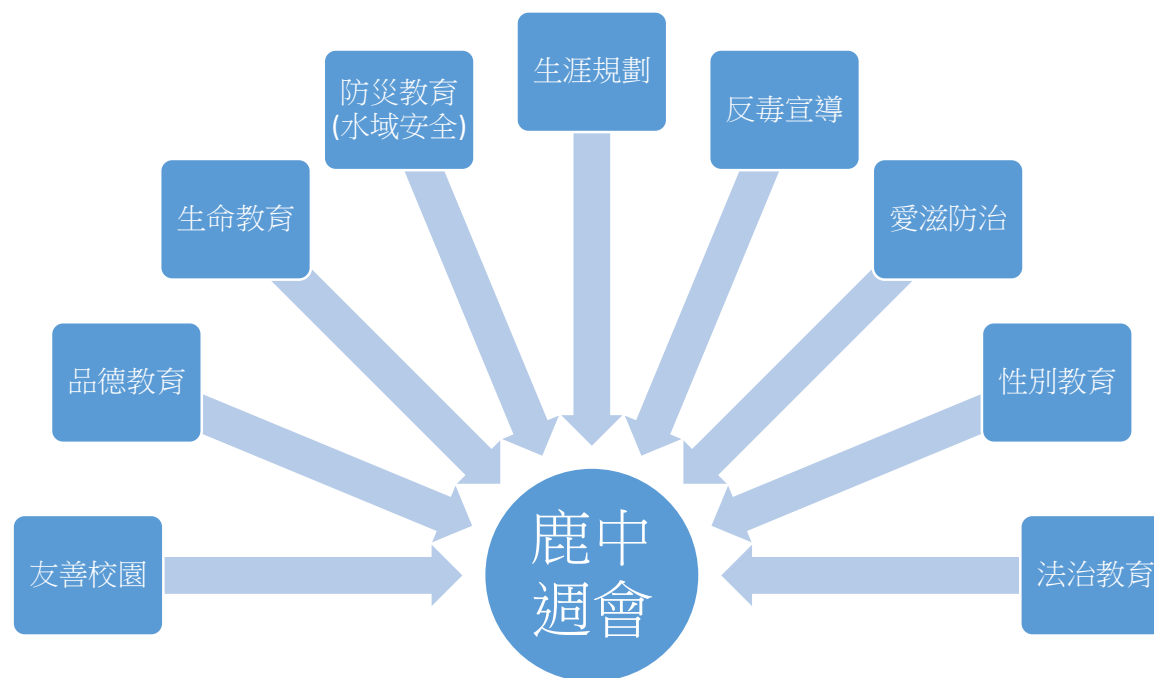 生涯規劃
防災教育
(水域安全)
反毒宣導
生命教育
愛滋防治
品德教育
性別教育
友善校園
法治教育
鹿中
週會